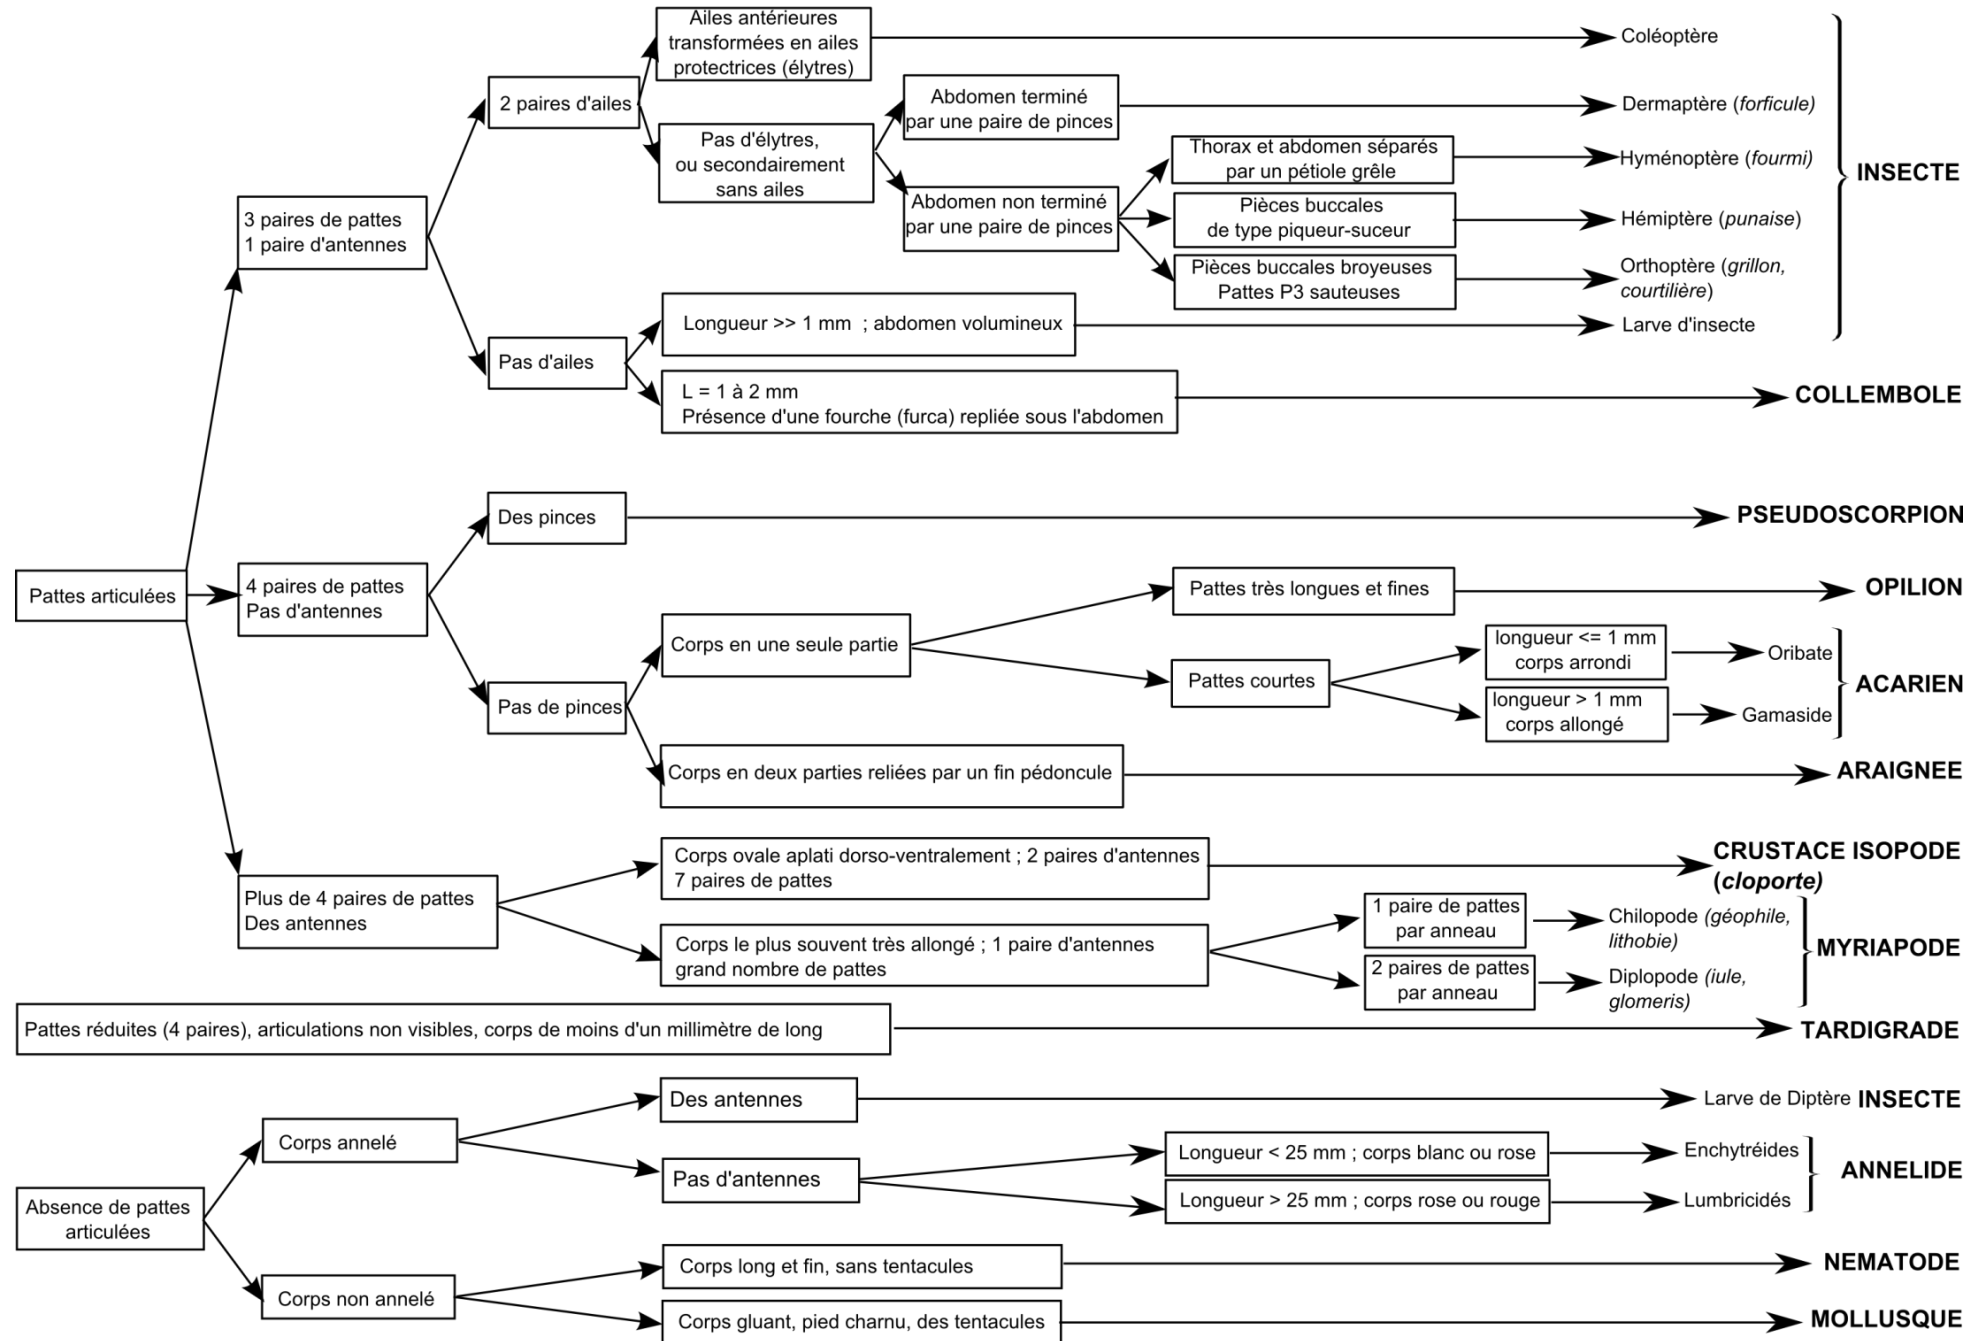 Ailes antérieures
transformées en ailes
protectrices (élytres)
Coléoptère
2 paires d'ailes
Abdomen terminé
par une paire de pinces
Dermaptère (forficule)
Pas d'élytres,
ou secondairement
sans ailes
Thorax et abdomen séparés
par un pétiole grêle
Hyménoptère (fourmi)
INSECTE
3 paires de pattes
1 paire d'antennes
Abdomen non terminé
par une paire de pinces
Pièces buccales
de type piqueur-suceur
Hémiptère (punaise)
Pièces buccales broyeuses
Pattes P3 sauteuses
Orthoptère (grillon,
courtilière)
Pas d'ailes
Longueur >> 1 mm ; abdomen volumineux
Larve d'insecte
L = 1 à 2 mm
Présence d'une fourche (furca) repliée sous l'abdomen
COLLEMBOLE
Des pinces
PSEUDOSCORPION
Pattes articulées
4 paires de pattes
Pas d'antennes
Pattes très longues et fines
OPILION
Corps en une seule partie
longueur <= 1 mm
corps arrondi
Oribate
Pas de pinces
Pattes courtes
ACARIEN
longueur > 1 mm
corps allongé
Gamaside
Corps en deux parties reliées par un fin pédoncule
ARAIGNEE
Corps ovale aplati dorso-ventralement ; 2 paires d'antennes
7 paires de pattes
CRUSTACE ISOPODE
(cloporte)
Plus de 4 paires de pattes
Des antennes
1 paire de pattes
par anneau
Chilopode (géophile,
lithobie)
Corps le plus souvent très allongé ; 1 paire d'antennes
grand nombre de pattes
MYRIAPODE
2 paires de pattes
par anneau
Diplopode (iule,
glomeris)
Pattes réduites (4 paires), articulations non visibles, corps de moins d'un millimètre de long
TARDIGRADE
Des antennes
Larve de Diptère INSECTE
Corps annelé
Pas d'antennes
Longueur < 25 mm ; corps blanc ou rose
Enchytréides
ANNELIDE
Absence de pattes
articulées
Longueur > 25 mm ; corps rose ou rouge
Lumbricidés
Corps long et fin, sans tentacules
NEMATODE
Corps non annelé
Corps gluant, pied charnu, des tentacules
MOLLUSQUE